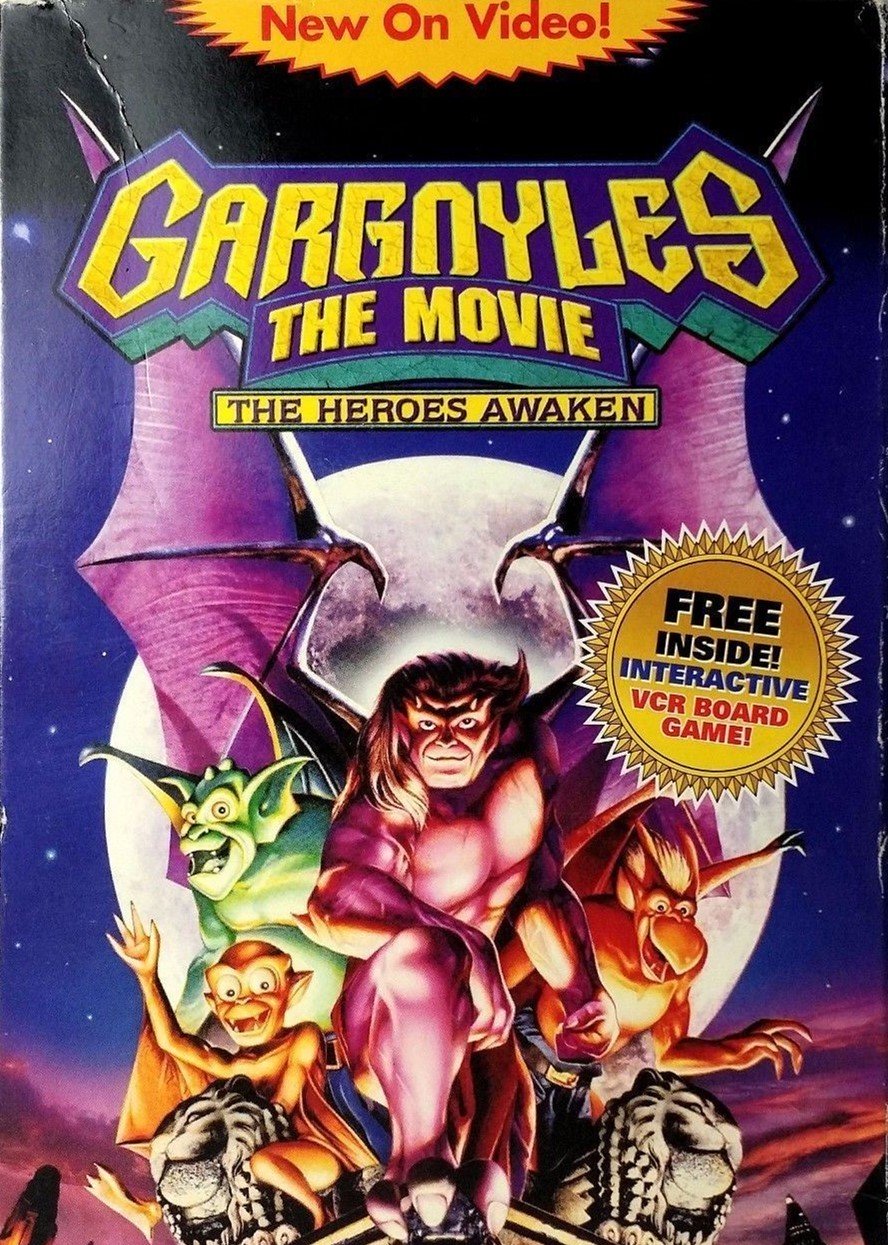 New On Video!
GARGOYLES
THE MOVIE
THE HEROES AWAKEN
FREE
INSIDE!
INTERACTIVE
VCR BOARD
GAME!